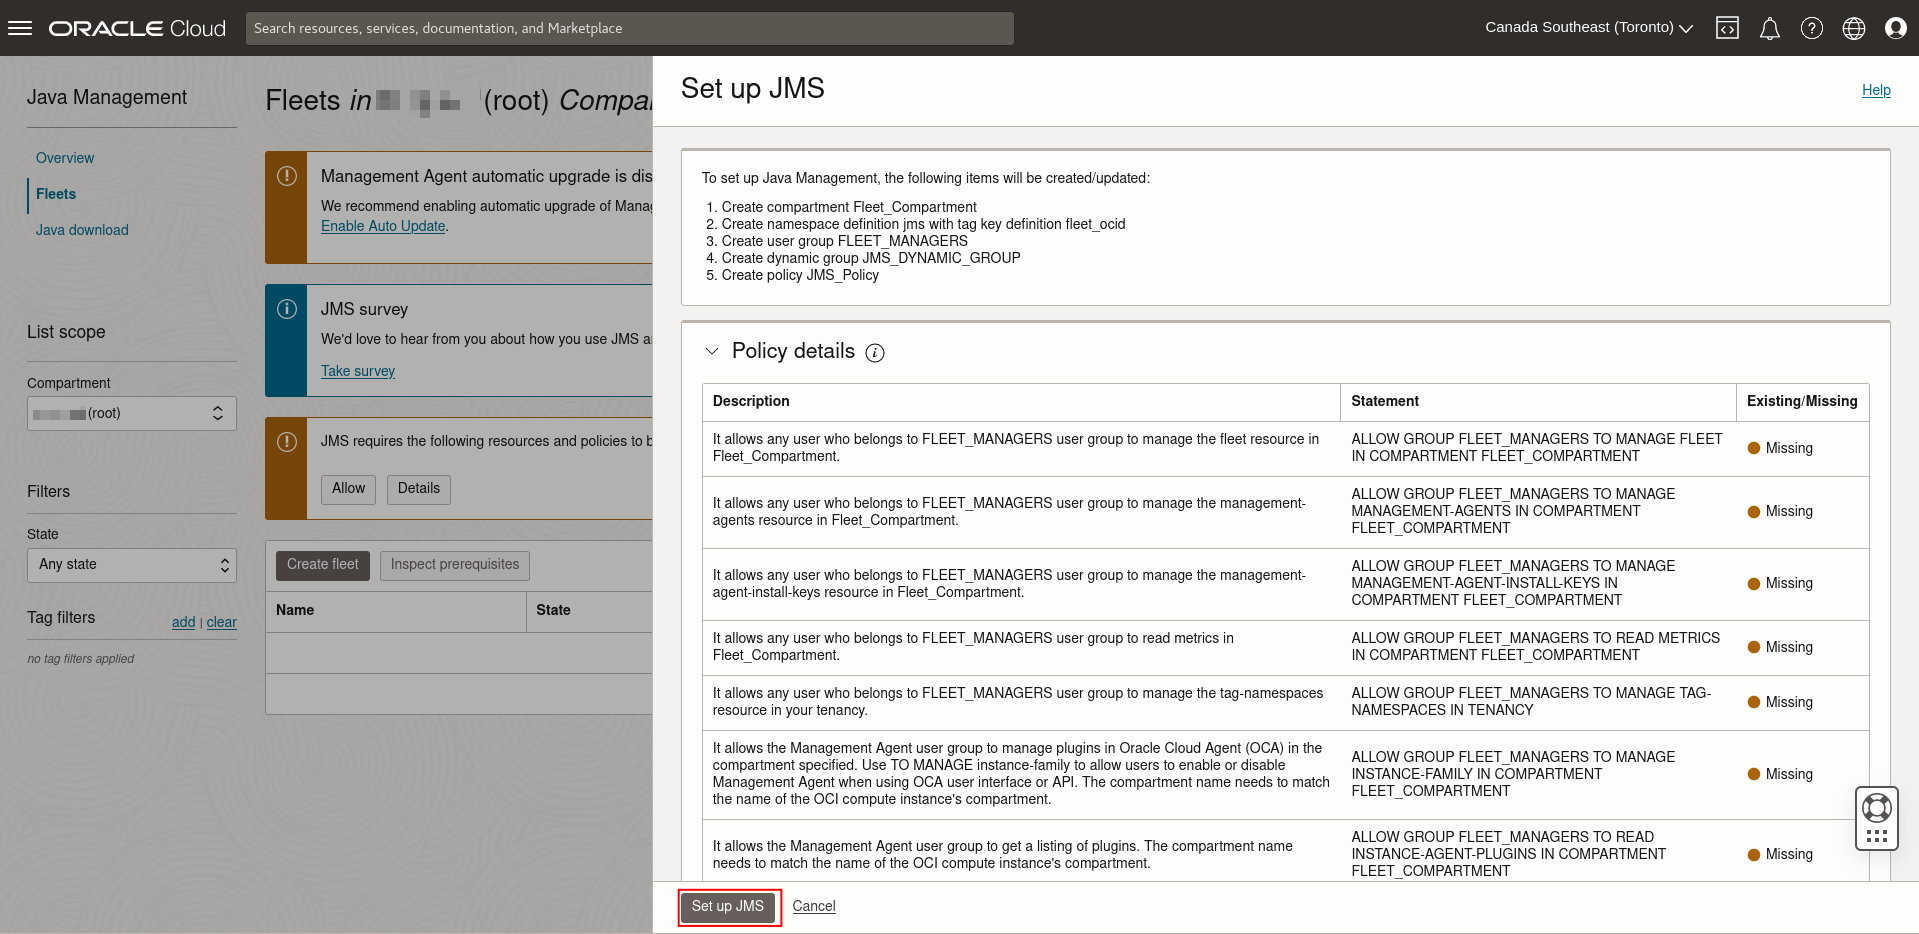 ORACLE Cloud
Search resources, services, documentation, and Marketplace
Canada Southeast (Toronto)
Java Management
Overview
Fleets
Java download
List scope
Compartment
(root)
Filters
State
Any state
Tag filters
add | clear
no tag filters applied
Fleets in (root)
Management Agent automatic upgrade is
We recommend enabling automatic upgrade of
Enable Auto Update.
JMS survey
We'd love to hear from you about how you use JMS
Take survey
JMS requires the following resources and policies to
Allow Details
Create fleet Inspect prerequisites
Name State
Set up JMS
Help
To set up Java Management, the following items will be created/updated:
1. Create compartment Fleet_Compartment
2. Create namespace definition jms with tag key definition fleet_ocid
3. Create user group FLEET_MANAGERS
4. Create dynamic group JMS_DYNAMIC_GROUP
5. Create policy JMS_Policy
Policy details
Description Statement Existing/Missing
It allows any user who belongs to FLEET_MANAGERS user group to manage the fleet resource in
Fleet_Compartment.
ALLOW GROUP FLEET_MANAGERS TO MANAGE FLEET
IN COMPARTMENT FLEET_COMPARTMENT
Missing
It allows any user who belongs to FLEET_MANAGERS user group to manage the management-
agents resource in Fleet_Compartment.
ALLOW GROUP FLEET_MANAGERS TO MANAGE
MANAGEMENT-AGENTS IN COMPARTMENT
FLEET_COMPARTMENT
Missing
It allows any user who belongs to FLEET_MANAGERS user group to manage the management-
agent-install-keys resource in Fleet_Compartment.
ALLOW GROUP FLEET_MANAGERS TO MANAGE
MANAGEMENT-AGENT-INSTALL-KEYS IN
COMPARTMENT FLEET_COMPARTMENT
Missing
It allows any user who belongs to FLEET_MANAGERS user group to read metrics in
Fleet_Compartment.
ALLOW GROUP FLEET_MANAGERS TO READ METRICS
IN COMPARTMENT FLEET_COMPARTMENT
Missing
It allows any user who belongs to FLEET_MANAGERS user group to manage the tag-namespaces
resource in your tenancy.
ALLOW GROUP FLEET_MANAGERS TO MANAGE TAG-
NAMESPACES IN TENANCY
Missing
It allows the Management Agent user group to manage plugins in Oracle Cloud Agent (OCA) in the
compartment specified. Use TO MANAGE instance-family to allow users to enable or disable
Management Agent when using OCA user interface or API. The compartment name needs to match
the name of the OCI compute instance's compartment.
ALLOW GROUP FLEET_MANAGERS TO MANAGE
INSTANCE-FAMILY IN COMPARTMENT
FLEET_COMPARTMENT
Missing
It allows the Management Agent user group to get a listing of plugins. The compartment name
needs to match the name of the OCI compute instance's compartment.
ALLOW GROUP FLEET_MANAGERS TO READ
INSTANCE-AGENT-PLUGINS IN COMPARTMENT
FLEET_COMPARTMENT
Missing
Set up JMS Cancel